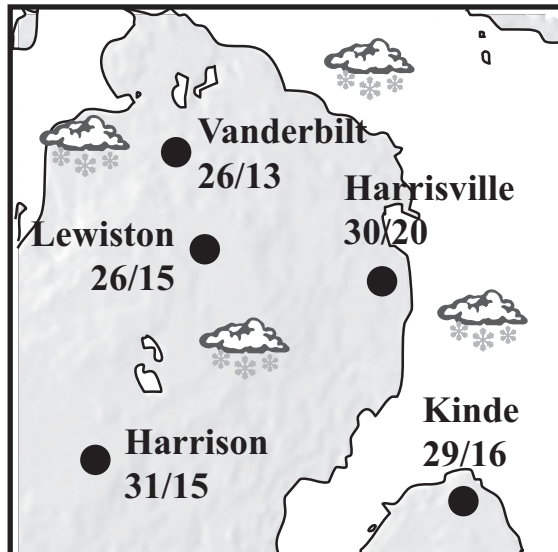 Vanderbilt
26/13
Harrisville
30/20
Lewiston
26/15
Kinde
29/16
Harrison
31/15